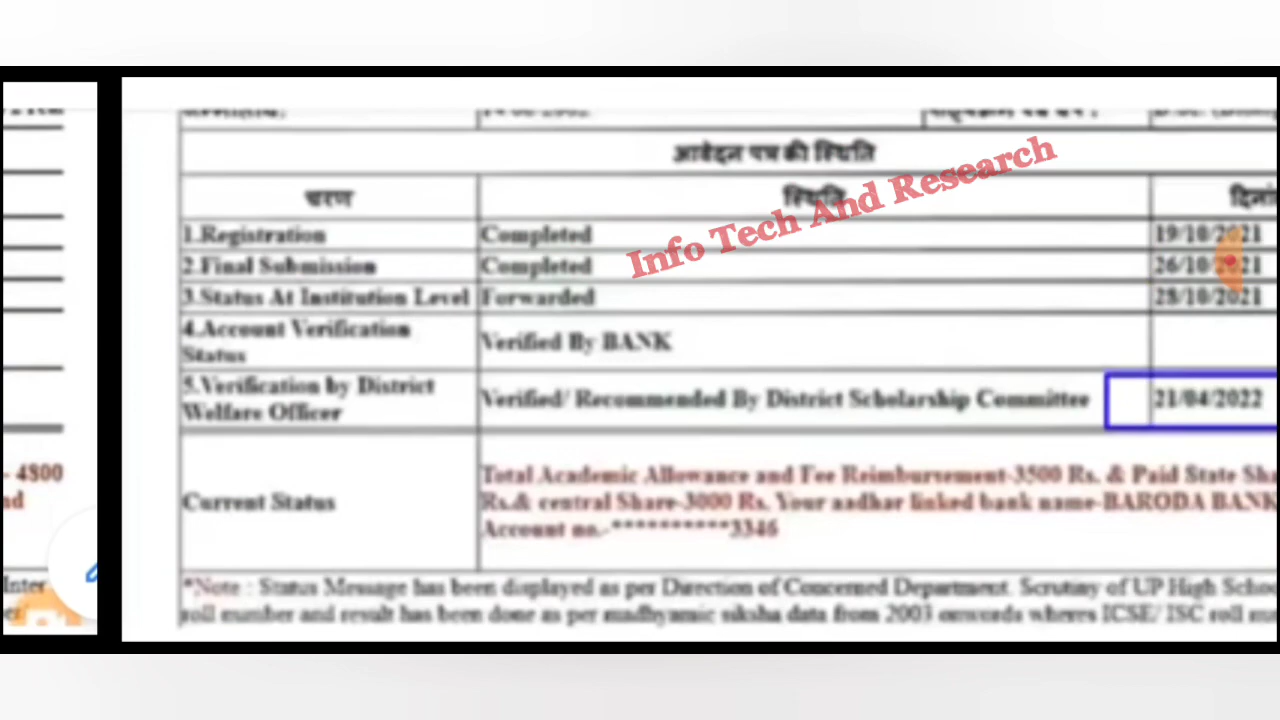 आवेदन पत्र की स्थिति
चरण स्थिति
Info Tech And Research
1.Registration Completed 19/10/2021
2.Final Submission Completed 26/10/2021
3.Status At Institution Level Forwarded 28/10/2021
4.Account Verification
Status
Verified By BANK
5.Verification by District
Welfare Officer
Verified/ Recommended By District Scholarship Committee 21/04/2022
- 4800
nd
Current Status
Total Academic Allowance and Fee Reimbursement-3500 Rs. & Paid State Sha
Rs.& central Share-3000 Rs. Your aadhar linked bank name-BARODA BANK
Account no.-**********3346
Inter
*Note : Status Message has been displayed as per Direction of Concerned Department. Scrutiny of UP High Schoo
roll number and result has been done as per madhyamic siksha data from 2003 onwords wheres ICSE/ ISC roll nu